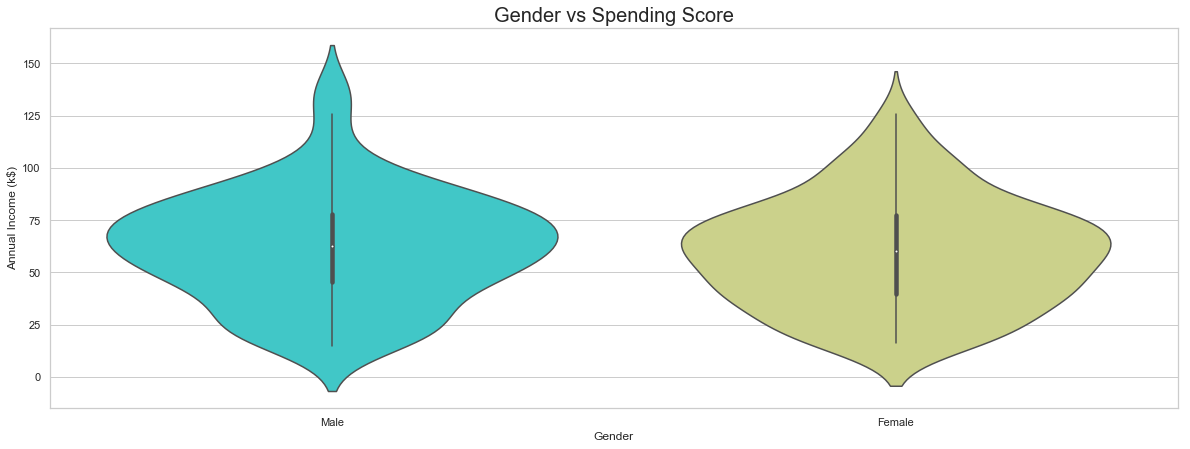 Gender vs Spending Score
Annual Income (k$)
150
125
100
75
50
25
0
Male
Female
Gender